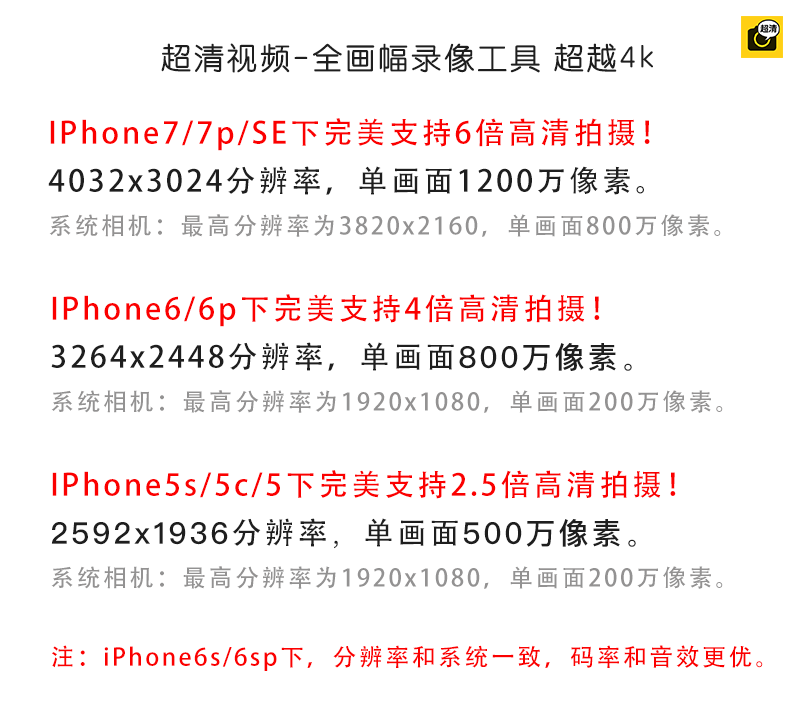 超清
超清视频-全画幅录像工具 超越4k
IPhone7/7p/SE下完美支持6倍高清拍摄！
4032x3024分辨率，单画面1200万像素。
系统相机：最高分辨率为3820x2160，单画面800万像素。
IPhone6/6p下完美支持4倍高清拍摄！
3264x2448分辨率，单画面800万像素。
系统相机：最高分辨率为1920x1080，单画面200万像素。
IPhone5s/5c/5下完美支持2.5倍高清拍摄！
2592x1936分辨率，单画面500万像素。
系统相机：最高分辨率为1920x1080，单画面200万像素。
注：iPhone6s/6sp下，分辨率和系统一致，码率和音效更优。